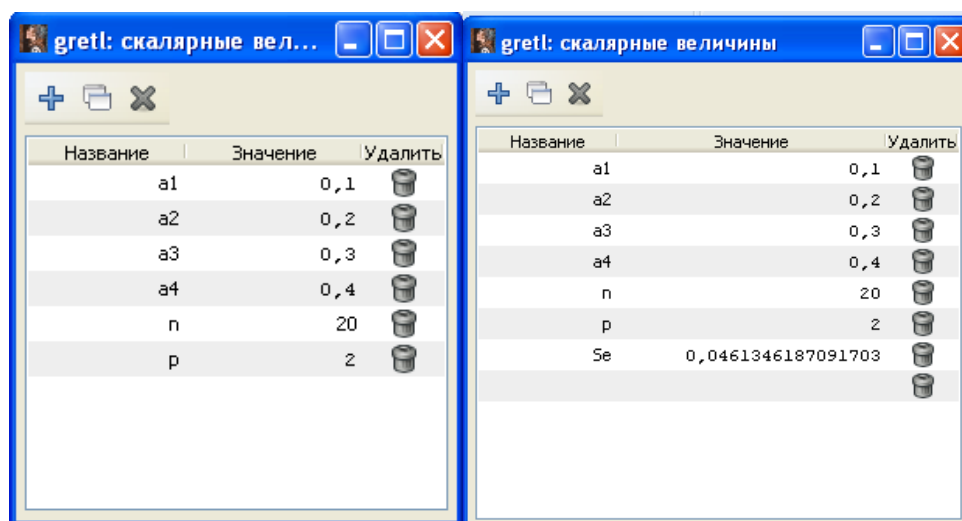 gretl: скалярные вел...
Название Значение Удалить
a1 0,1
a2 0,2
a3 0,3
a4 0,4
n 20
p 2
gretl: скалярные величины
Название Значение Удалить
a1 0,1
a2 0,2
a3 0,3
a4 0,4
n 20
p 2
Se 0,0461346187091703